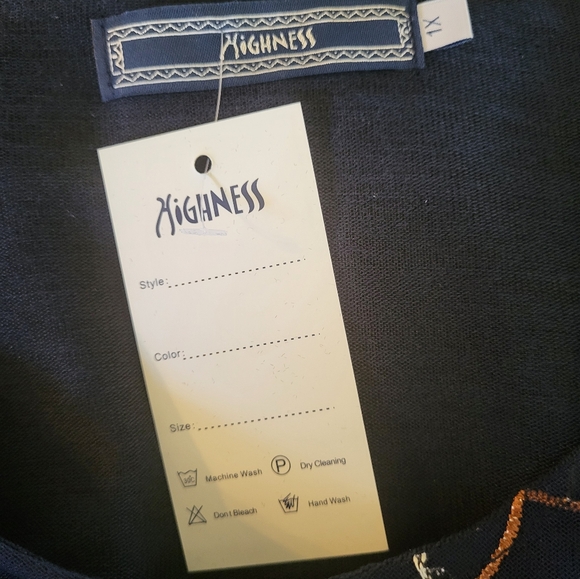 HiGHNESS
1X
HiGHNESS
Style:
Color:
Size:
Machine Wash
P
Dry Cleaning
Don't Bleach
Hand Wash